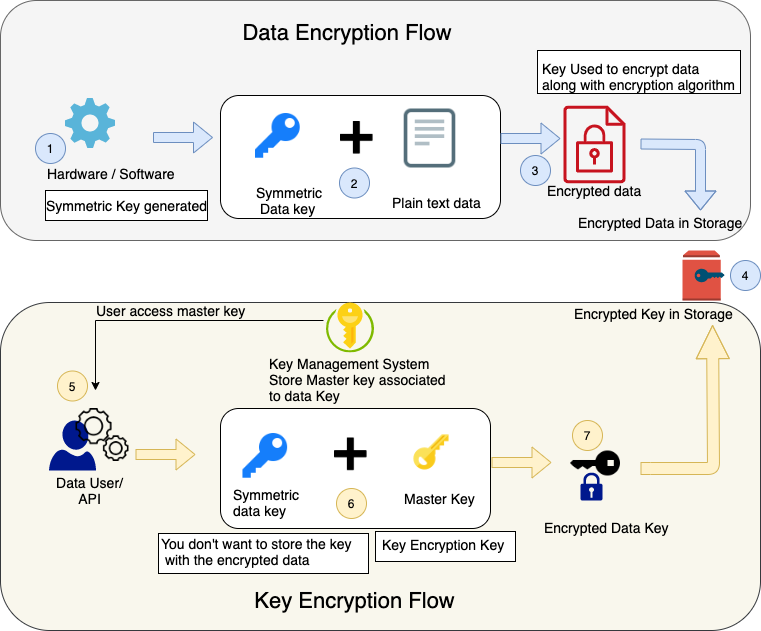 Data Encryption Flow
Key Used to encrypt data
along with encryption algorithm
1
Hardware / Software
Symmetric Key generated
Symmetric
Data key
2
Plain text data
3
Encrypted data
Encrypted Data in Storage
4
Encrypted Key in Storage
User access master key
Key Management System
Store Master key associated
to data Key
5
Data User/
API
Symmetric
data key
6
Master Key
7
Encrypted Data Key
You don't want to store the key
with the encrypted data
Key Encryption Key
Key Encryption Flow